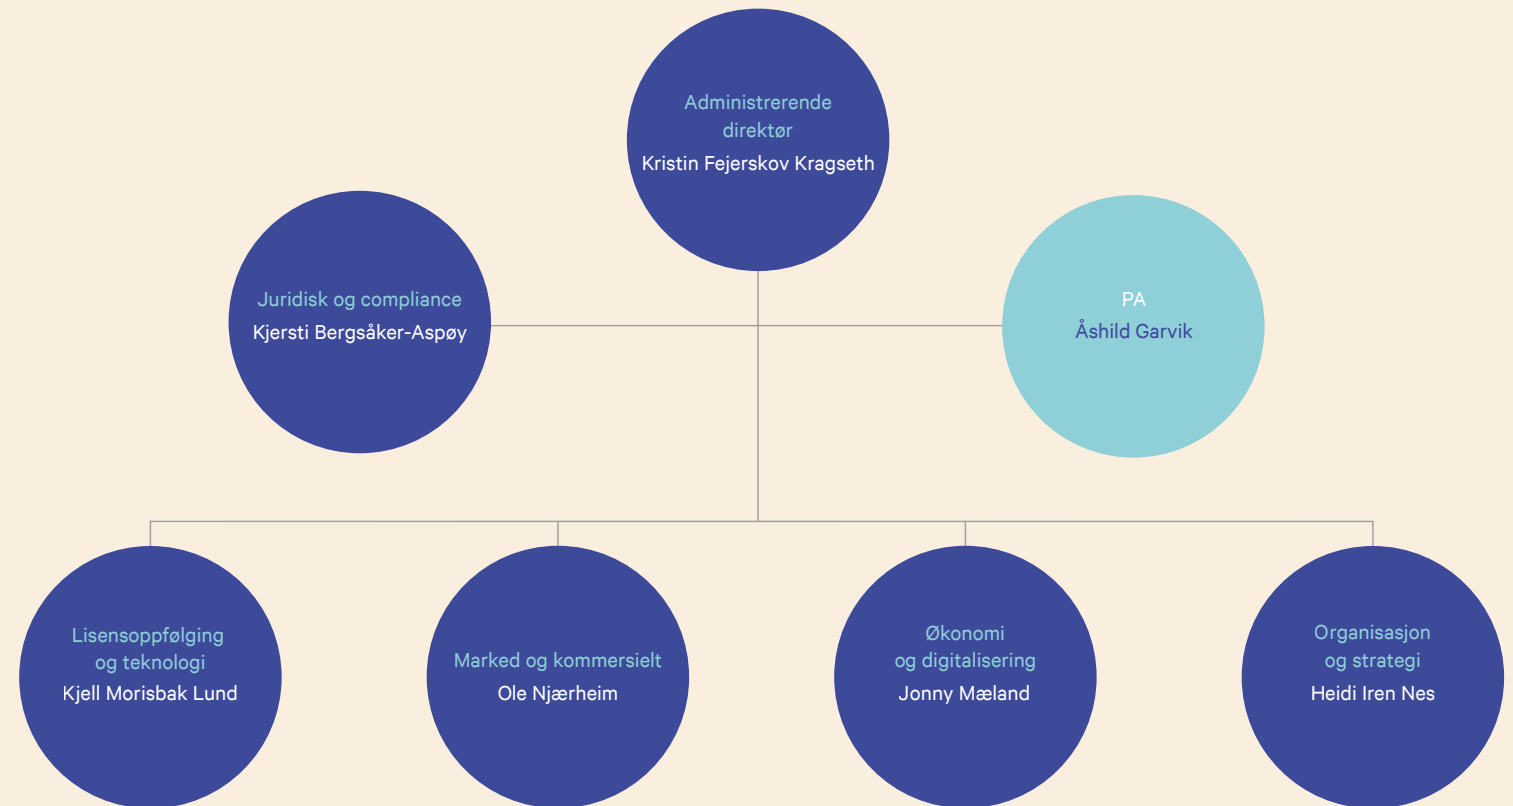 Administrerende
direktør
Kristin Fejerskov Kragseth
Juridisk og compliance
Kjersti Bergsåker-Aspøy
PA
Åshild Garvik
Lisensoppfølging
og teknologi
Kjell Morisbak Lund
Marked og kommersielt
Ole Njærheim
Økonomi
og digitalisering
Jonny Mæland
Organisasjon
og strategi
Heidi Iren Nes